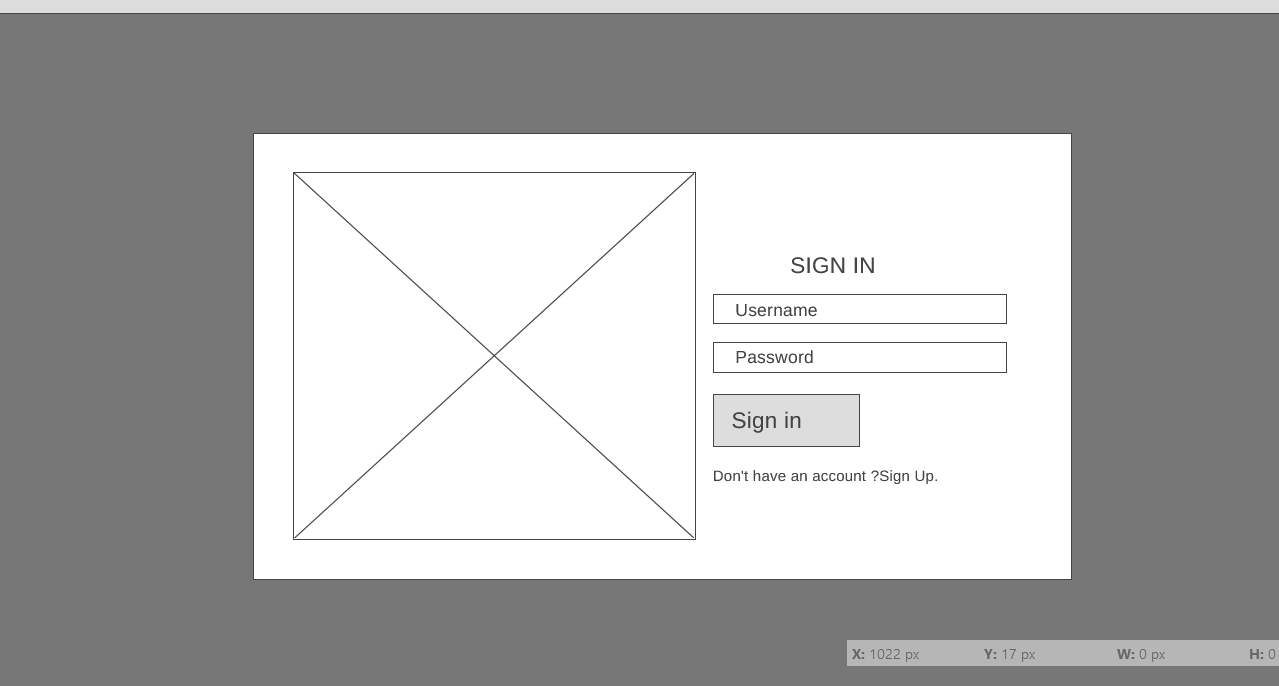 SIGN IN
Username
Password
Sign in
Don't have an account ?Sign Up.
X: 1022 px Y: 17 px W: 0 px H: 0